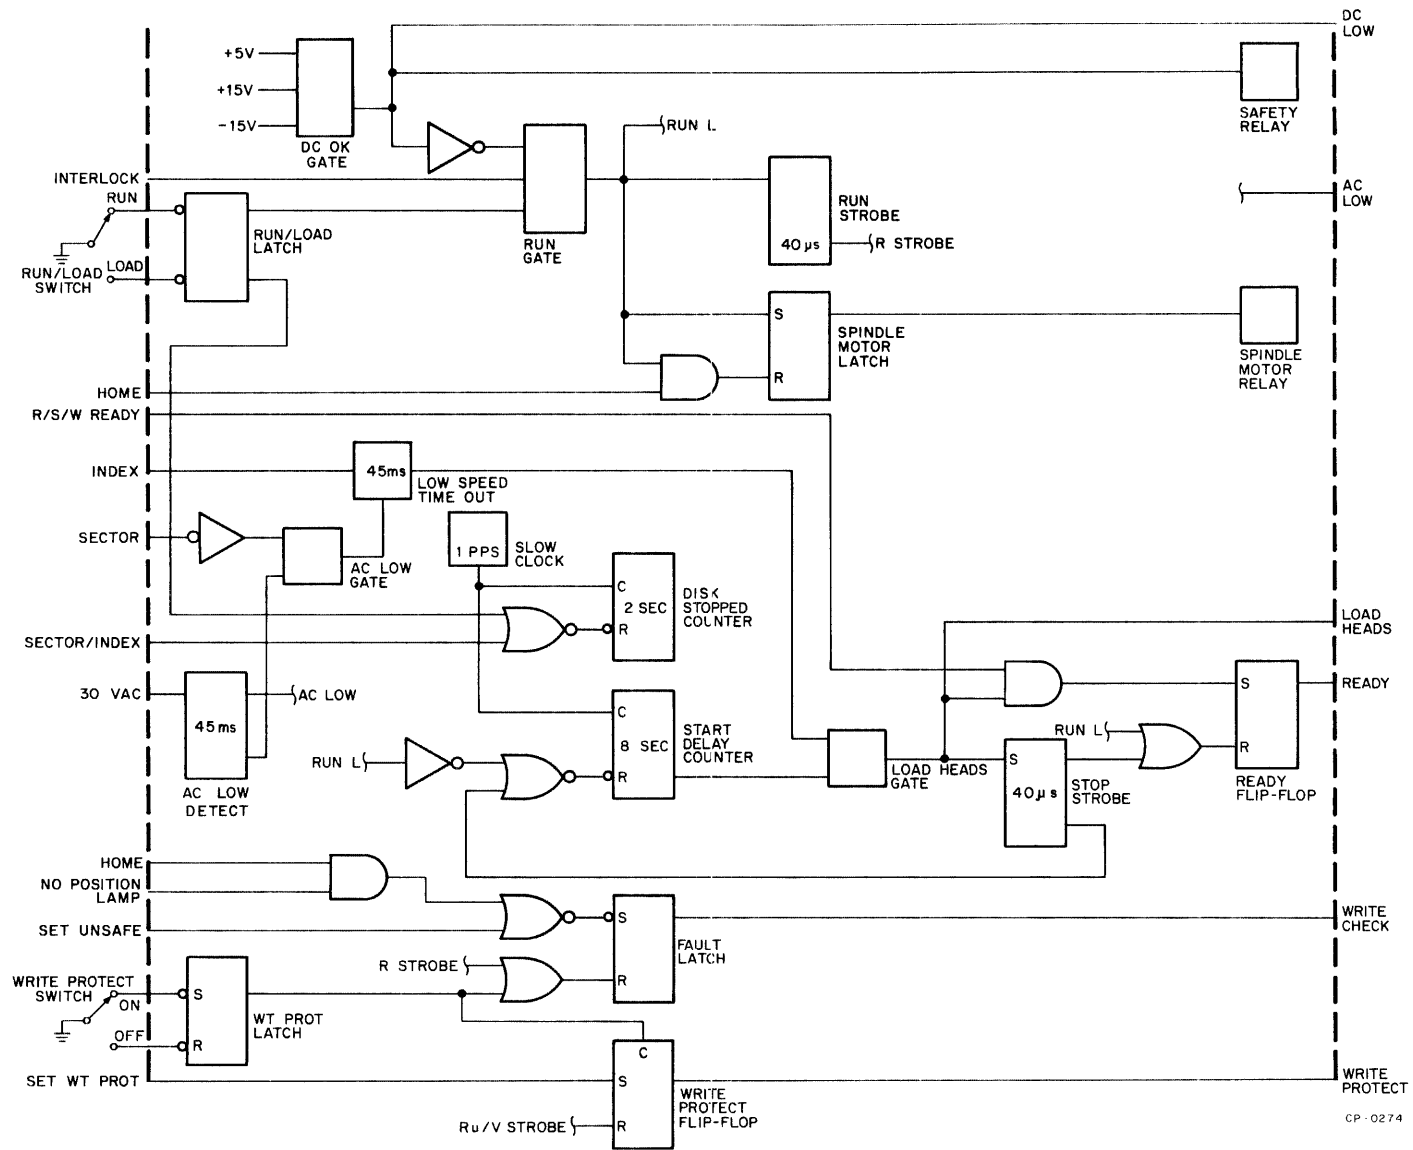 DC
LOW
+5V
+15V
-15V
DC OK
GATE
SAFETY
RELAY
RUN L
INTERLOCK
RUN
AC
LOW
RUN
STROBE
40 µs
R STROBE
RUN/LOAD
LATCH
RUN
GATE
LOAD
RUN/LOAD
SWITCH
S
SPINDLE
MOTOR
LATCH
R
SPINDLE
MOTOR
RELAY
HOME
R/S/W READY
INDEX
45ms
LOW SPEED
TIME OUT
SECTOR
AC LOW
GATE
1 PPS
SLOW
CLOCK
C
2 SEC
R
DISK
STOPPED
COUNTER
LOAD
HEADS
SECTOR/INDEX
30 VAC
AC LOW
45ms
AC LOW
DETECT
S
READY
C
8 SEC
R
START
DELAY
COUNTER
RUN L
RUN L
R
READY
FLIP-FLOP
LOAD HEADS
GATE
S
40µs
STOP
STROBE
HOME
NO POSITION
LAMP
SET UNSAFE
S
FAULT
LATCH
R
WRITE
CHECK
R STROBE
WRITE PROTECT
SWITCH
ON
OFF
S
R
WT PROT
LATCH
C
SET WT PROT
S
R
WRITE
PROTECT
FLIP-FLOP
Ru/V STROBE
WRITE
PROTECT
CP-0274